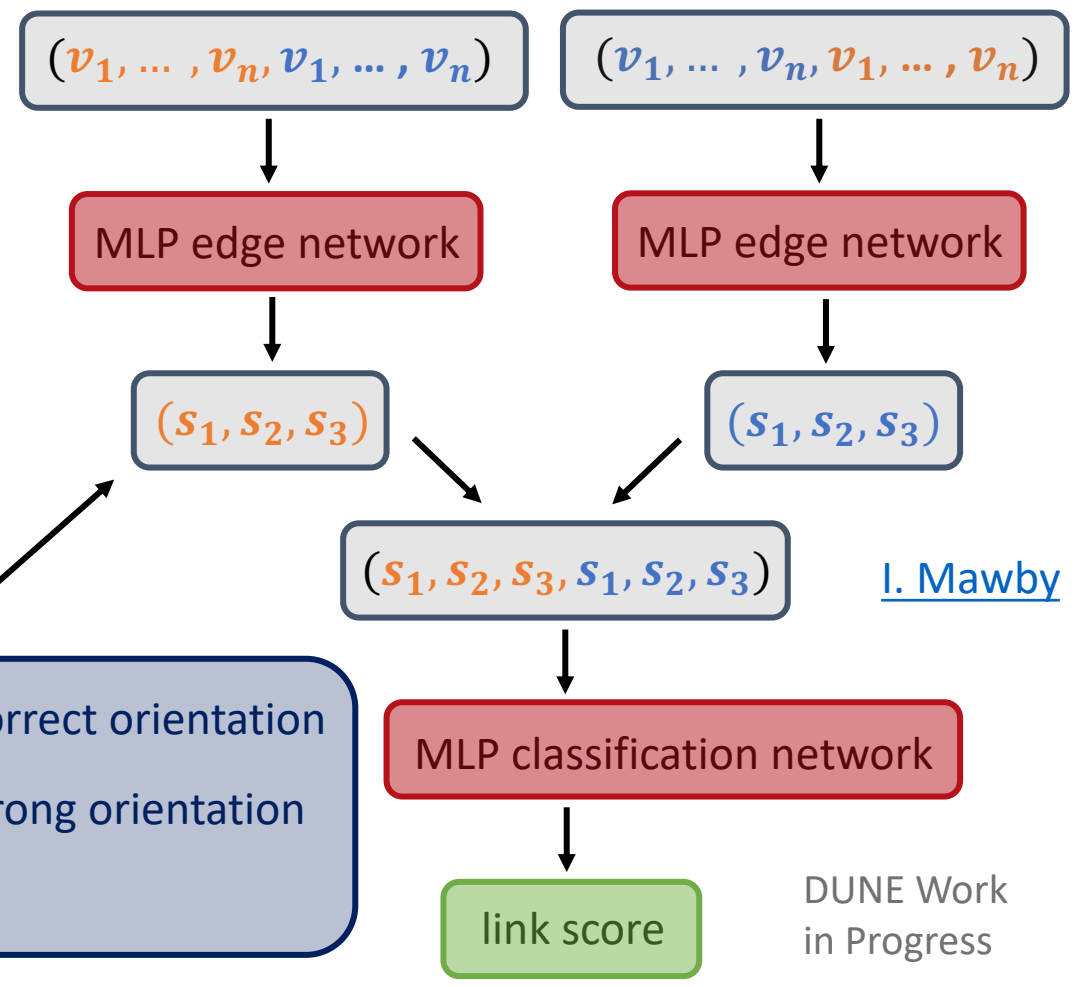 (v₁, ... , vₙ, v₁, ... , vₙ)
(v₁, ... , vₙ, v₁, ... , vₙ)
MLP edge network
MLP edge network
(s₁, s₂, s₃)
(s₁, s₂, s₃)
(s₁, s₂, s₃, s₁, s₂, s₃)
I. Mawby
orrect orientation
rong orientation
MLP classification network
link score
DUNE Work
in Progress